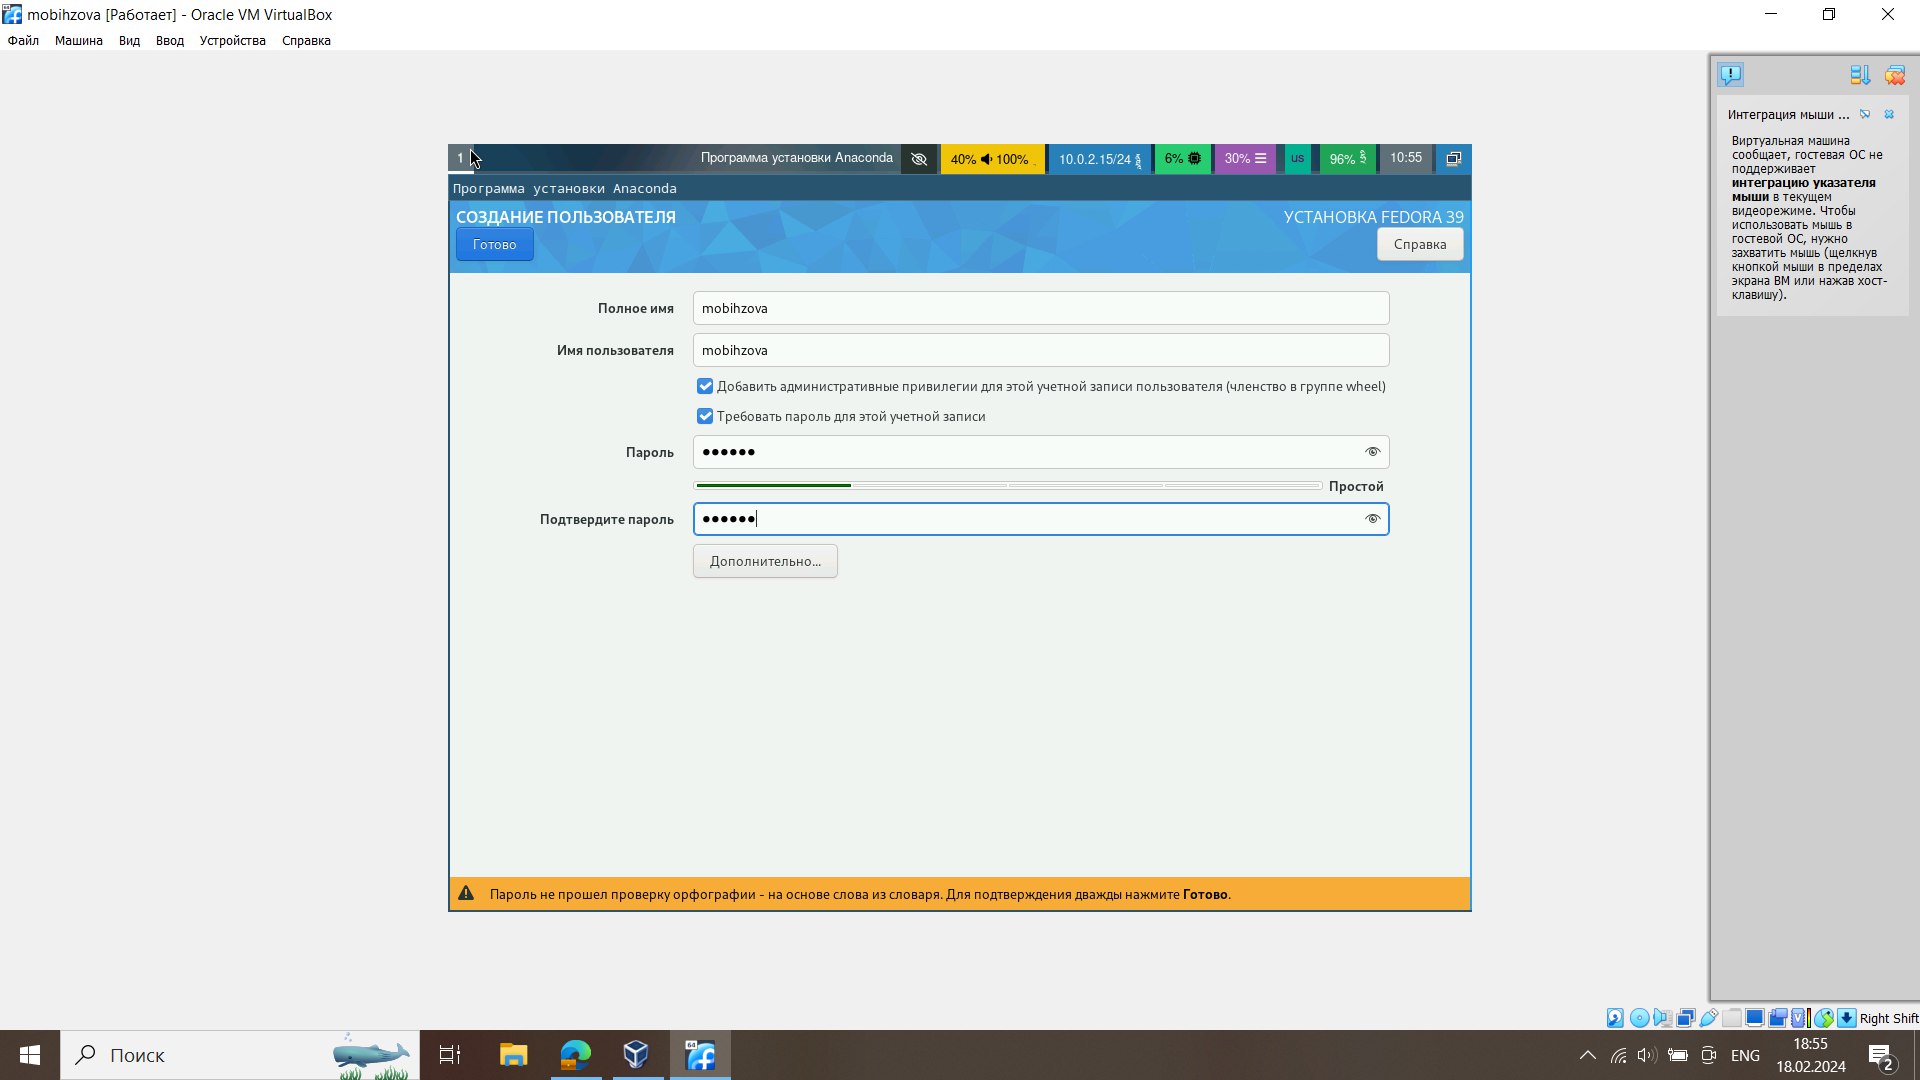 mobihzova [Работает] - Oracle VM VirtualBox
Файл Машина Вид Ввод Устройства Справка
1 Программа установки Anaconda 40% 100% 10.0.2.15/24 6% 30% us 96% 10:55
Программа установки Anaconda
СОЗДАНИЕ ПОЛЬЗОВАТЕЛЯ
УСТАНОВКА FEDORA 39
Готово
Справка
Полное имя mobihzova
Имя пользователя mobihzova
Добавить административные привилегии для этой учетной записи пользователя (членство в группе wheel)
Требовать пароль для этой учетной записи
Пароль ••••••
Простой
Подтвердите пароль ••••••
Дополнительно...
Пароль не прошел проверку орфографии - на основе слова из словаря. Для подтверждения дважды нажмите Готово.
Интеграция мыши ...
Виртуальная машина
сообщает, гостевая ОС не
поддерживает
интеграцию указателя
мыши в текущем
видеорежиме. Чтобы
использовать мышь в
гостевой ОС, нужно
захватить мышь (щелкнув
кнопкой мыши в пределах
экрана ВМ или нажав хост-
клавишу).
Right Shift
Поиск
64
ENG
18:55
18.02.2024
2